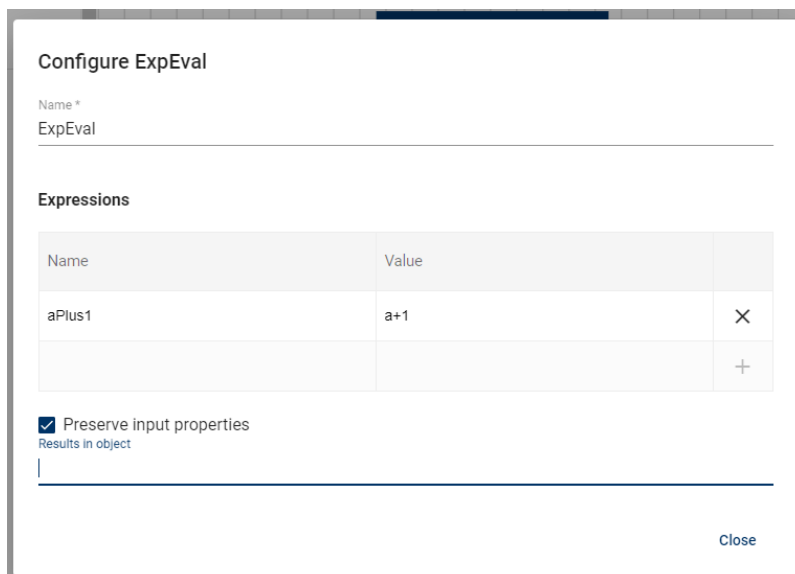 Configure ExpEval
Name *
ExpEval
Expressions
Name Value
aPlus1 a+1
Preserve input properties
Results in object
Close